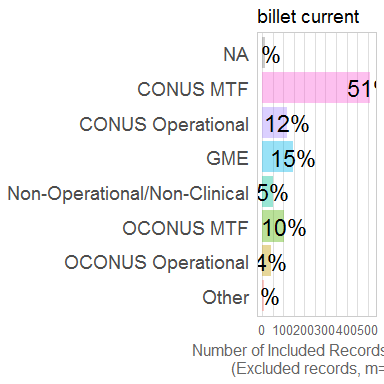 billet current
NA %
CONUS MTF 51%
CONUS Operational 12%
GME 15%
Non-Operational/Non-Clinical 5%
OCONUS MTF 10%
OCONUS Operational 4%
Other %
0 100200300400500
Number of Included Records
(Excluded records, m=